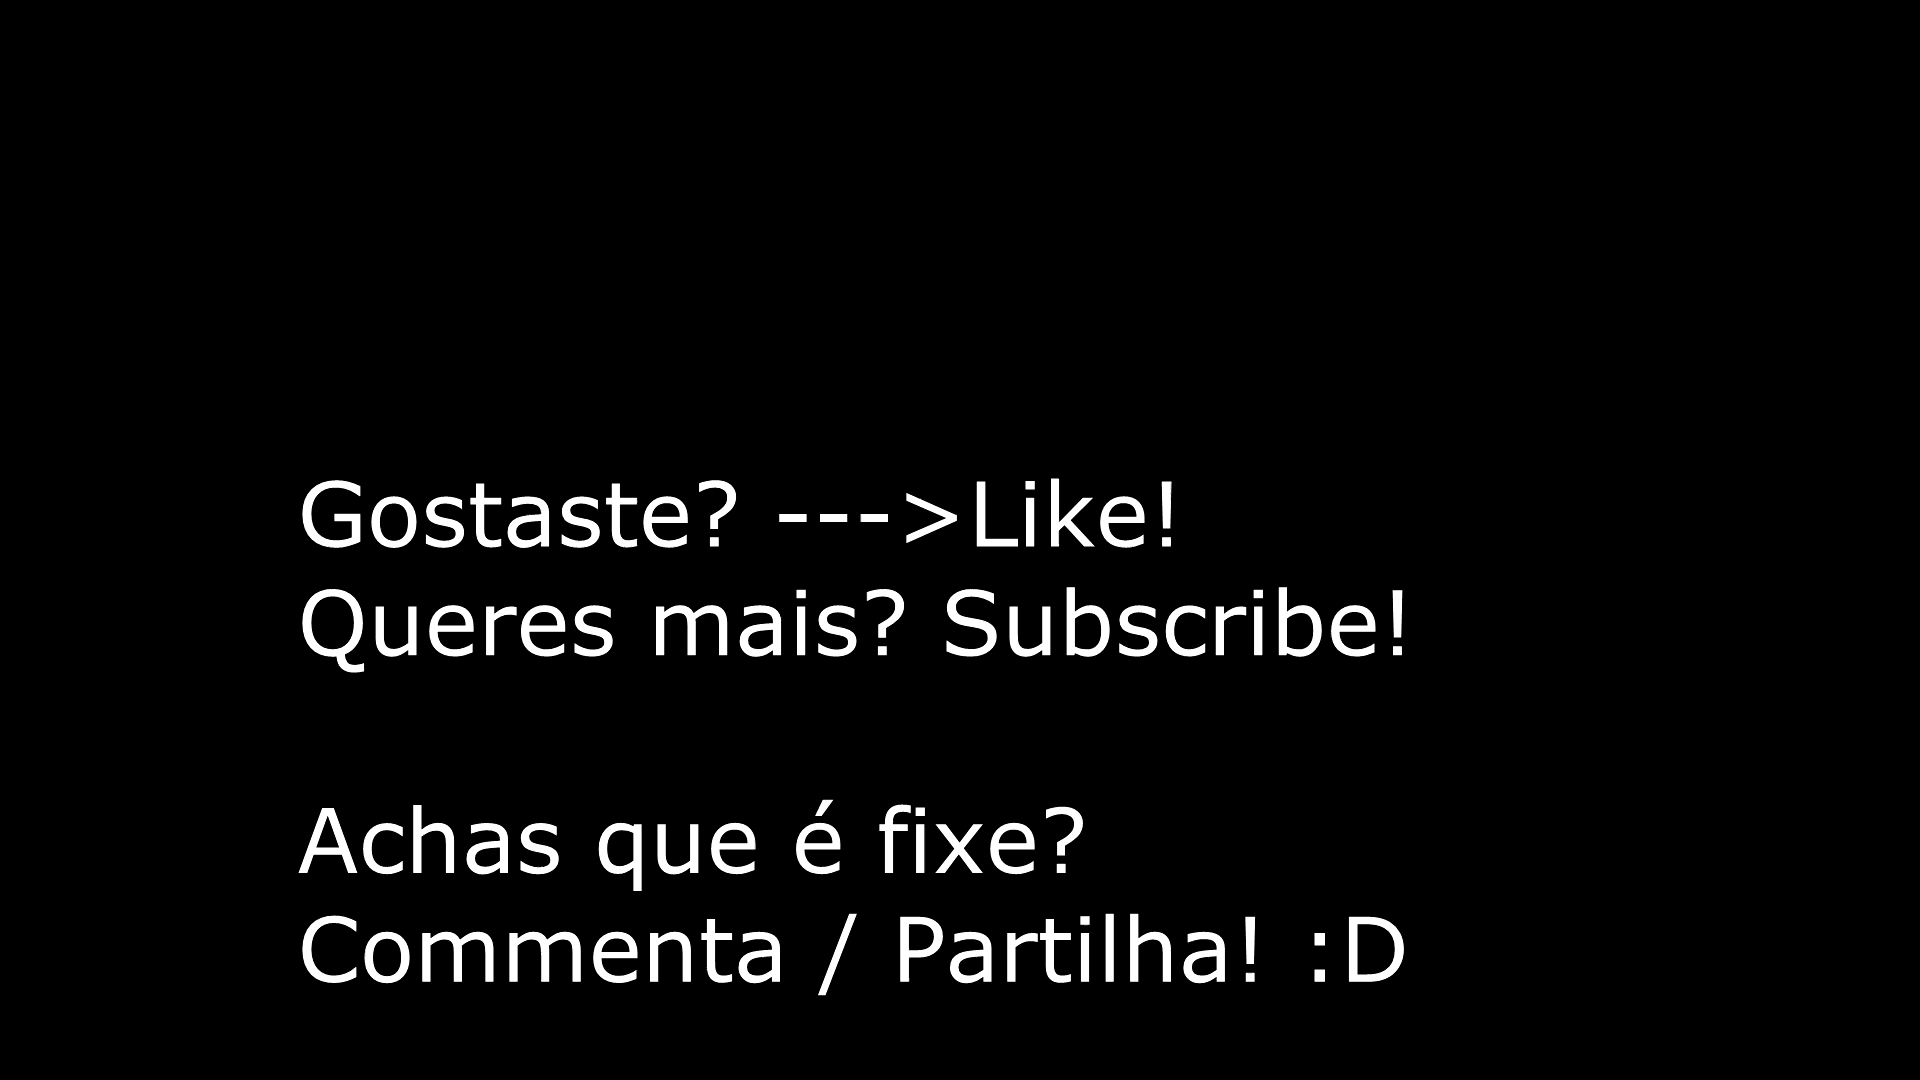 Gostaste? --->Like!
Queres mais? Subscribe!
Achas que é fixe?
Commenta / Partilha! :D